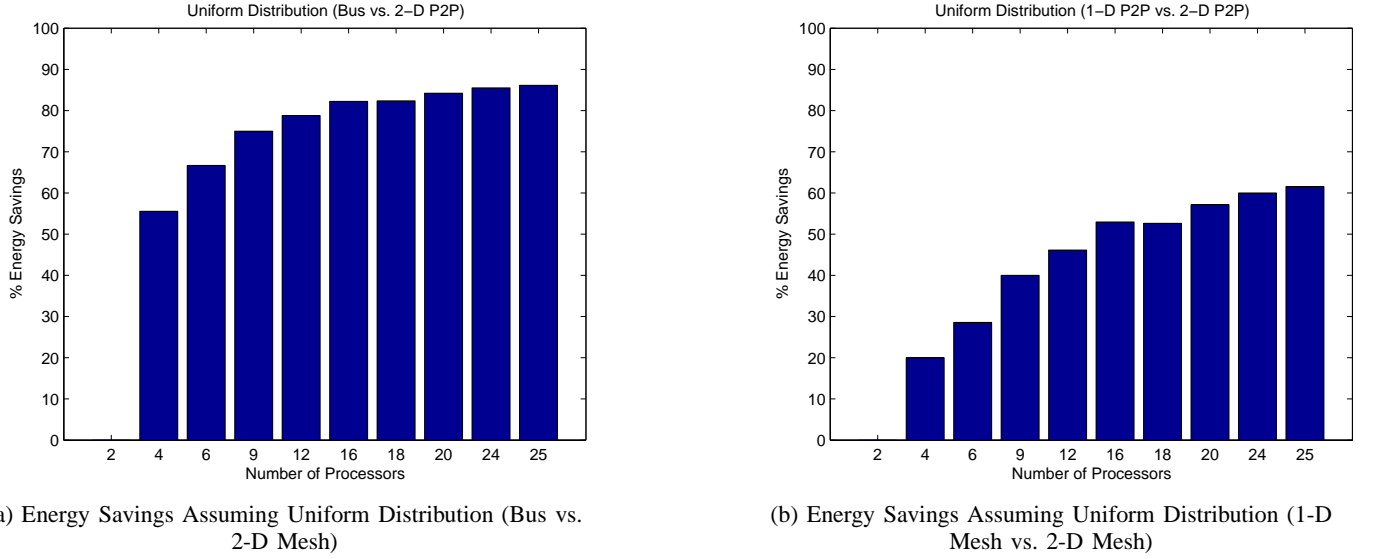 Uniform Distribution (Bus vs. 2−D P2P)
100
90
80
70
60
50
40
30
20
10
0
% Energy Savings
2 4 6 9 12 16 18 20 24 25
Number of Processors
a) Energy Savings Assuming Uniform Distribution (Bus vs.
2-D Mesh)
Uniform Distribution (1−D P2P vs. 2−D P2P)
100
90
80
70
60
50
40
30
20
10
0
% Energy Savings
2 4 6 9 12 16 18 20 24 25
Number of Processors
(b) Energy Savings Assuming Uniform Distribution (1-D
Mesh vs. 2-D Mesh)